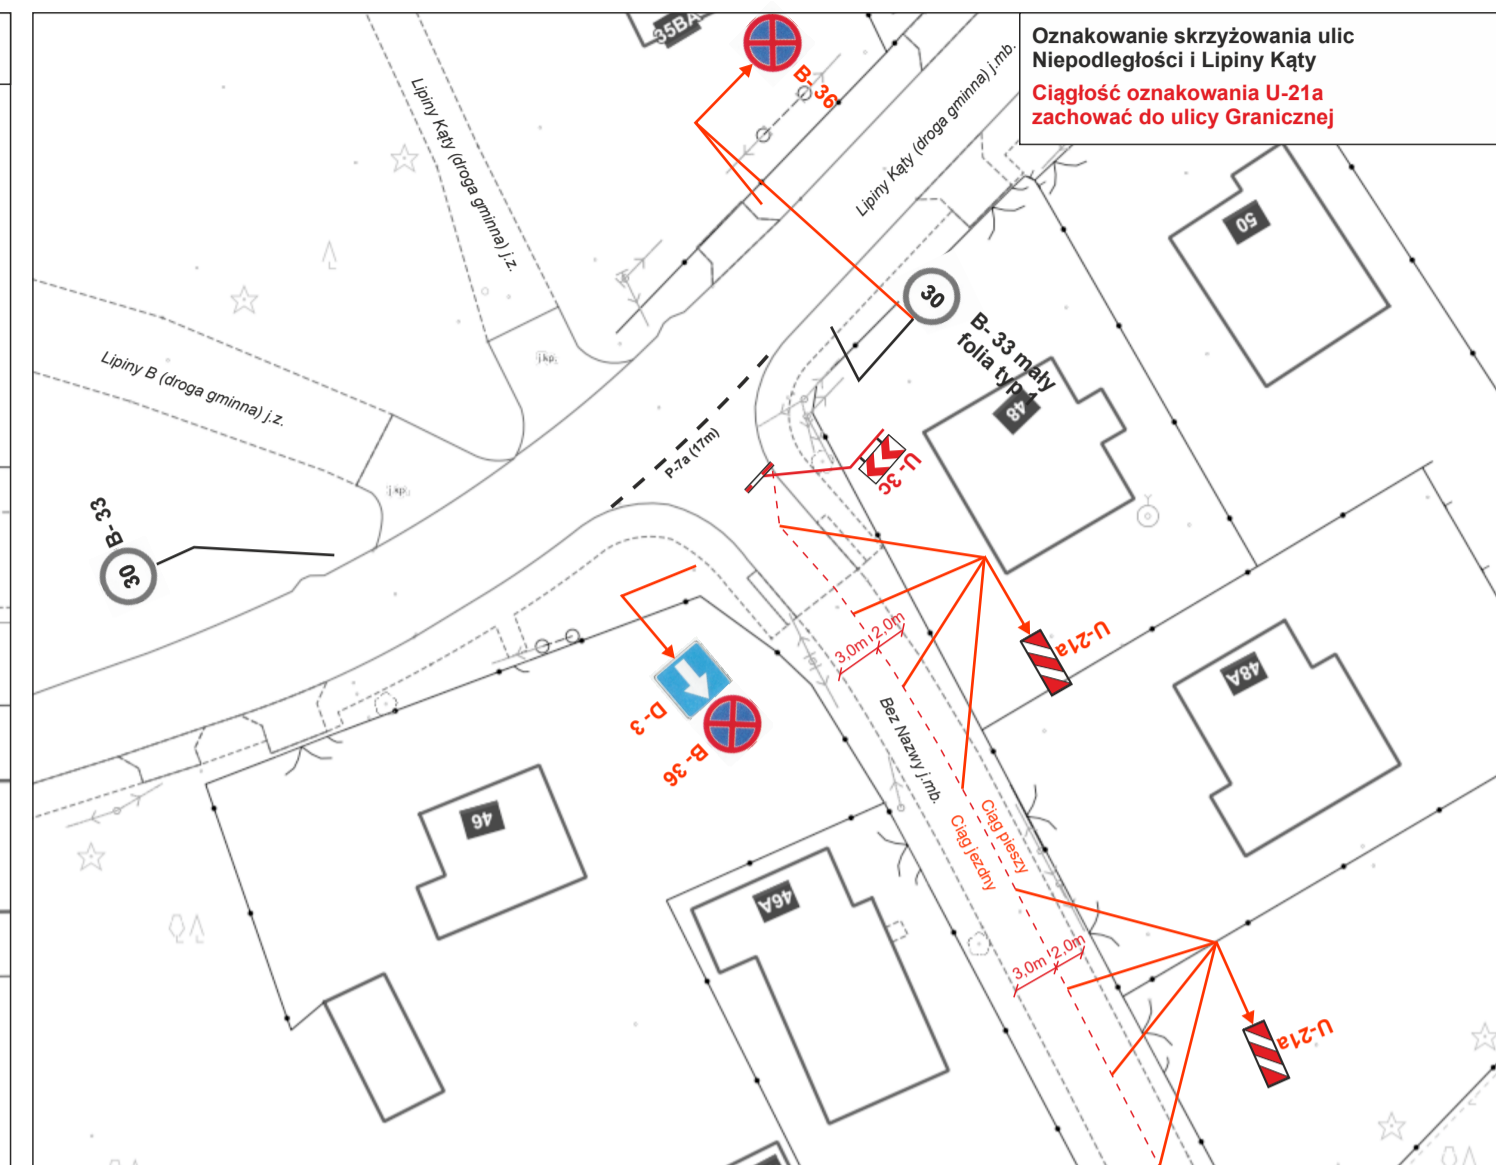 Oznakowanie skrzyżowania ulic
Niepodległości i Lipiny Kąty
Ciągłość oznakowania U-21a
zachować do ulicy Granicznej
35BA
B-36
Lipiny Kąty (droga gminna) j.z.
Lipiny Kąty (droga gminna) j.mb.
50
30
B- 33 mały
folia typ 1
48
j.kp.
Lipiny B (droga gminna) j.z.
P-7a (17m)
U-3c
j.kp.
B- 33
30
U-21a
3,0m
2,0m
48A
D-3
B-36
Bez Nazwy j.mb.
Ciąg pieszy
Ciąg jezdny
46
46A
3,0m
2,0m
U-21a